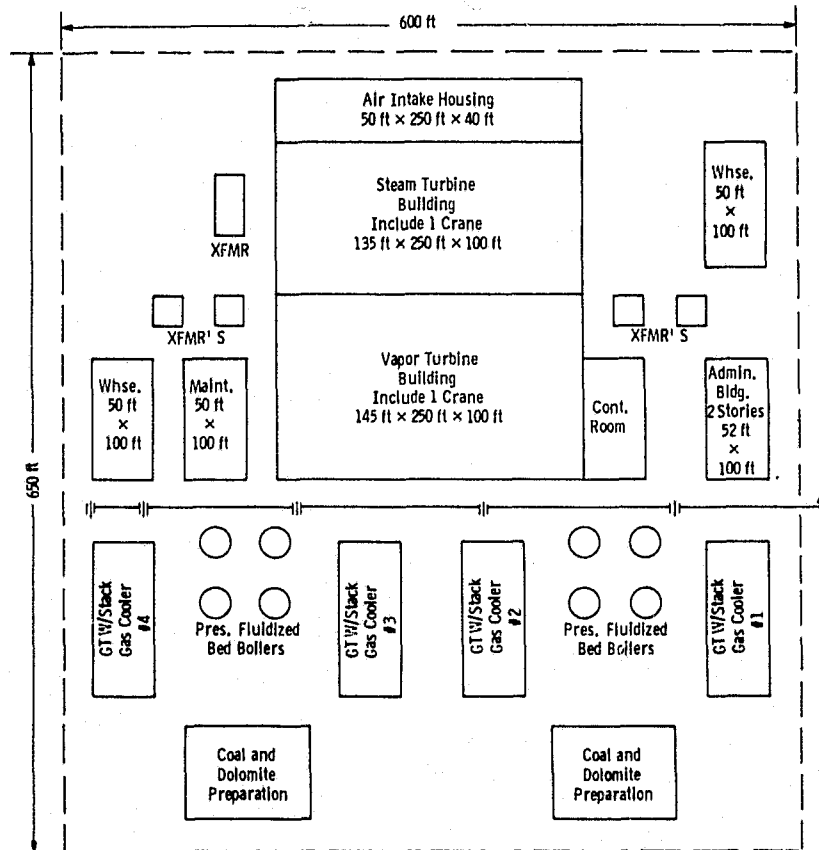 600 ft
Air Intake Housing
50 ft × 250 ft × 40 ft
Steam Turbine
Building
Include 1 Crane
135 ft × 250 ft × 100 ft
Whse.
50 ft
×
100 ft
XFMR
XFMR' S
XFMR' S
Vapor Turbine
Building
Include 1 Crane
145 ft × 250 ft × 100 ft
Whse.
50 ft
×
100 ft
Maint.
50 ft
×
100 ft
Cont.
Room
Admin.
Bldg.
2 Stories
52 ft
×
100 ft
650 ft
GT W/Stack
Gas Cooler
#4
Pres. Fluidized
Bed Boilers
GT W/Stack
Gas Cooler
#3
GT W/Stack
Gas Cooler
#2
Pres. Fluidized
Bed Boilers
GT W/Stack
Gas Cooler
#1
Coal and
Dolomite
Preparation
Coal and
Dolomite
Preparation